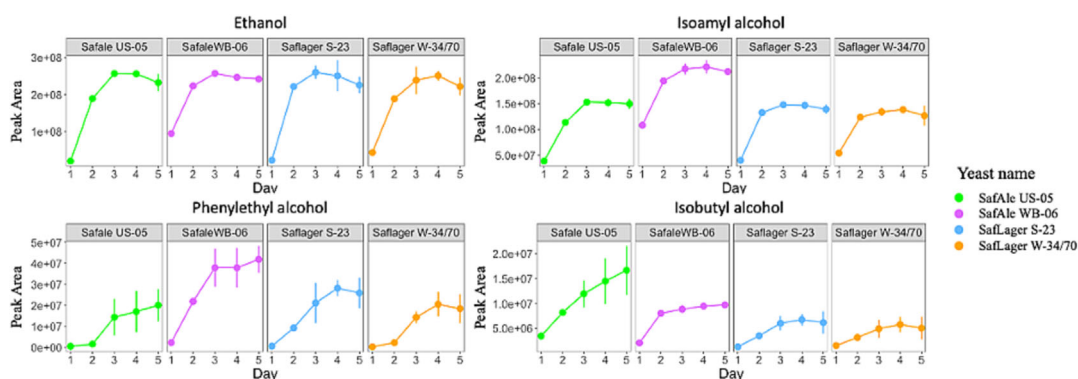 Ethanol
Safale US-05 SafaleWB-06 Saflager S-23 Saflager W-34/70
3e+08
2e+08
1e+08
Peak Area
1 2 3 4 5 1 2 3 4 5 1 2 3 4 5 1 2 3 4 5
Day
Isoamyl alcohol
Safale US-05 SafaleWB-06 Saflager S-23 Saflager W-34/70
2.0e+08
1.5e+08
1.0e+08
5.0e+07
Peak Area
1 2 3 4 5 1 2 3 4 5 1 2 3 4 5 1 2 3 4 5
Day
Phenylethyl alcohol
Safale US-05 SafaleWB-06 Saflager S-23 Saflager W-34/70
5e+07
4e+07
3e+07
2e+07
1e+07
0e+00
Peak Area
1 2 3 4 5 1 2 3 4 5 1 2 3 4 5 1 2 3 4 5
Day
Isobutyl alcohol
Safale US-05 SafaleWB-06 Saflager S-23 Saflager W-34/70
2.0e+07
1.5e+07
1.0e+07
5.0e+06
Peak Area
1 2 3 4 5 1 2 3 4 5 1 2 3 4 5 1 2 3 4 5
Day
Yeast name
SafAle US-05
SafAle WB-06
SafLager S-23
SafLager W-34/70